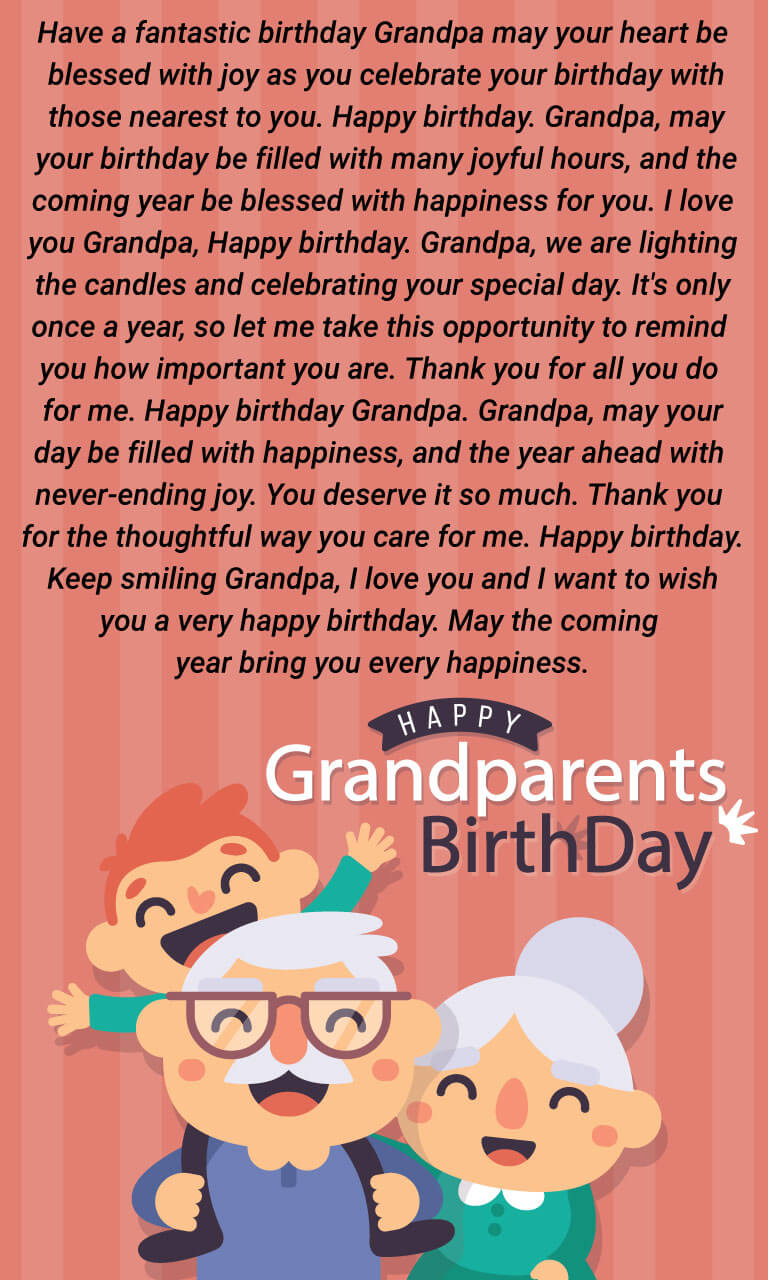 Have a fantastic birthday Grandpa may your heart be
blessed with joy as you celebrate your birthday with
those nearest to you. Happy birthday. Grandpa, may
your birthday be filled with many joyful hours, and the
coming year be blessed with happiness for you. I love
you Grandpa, Happy birthday. Grandpa, we are lighting
the candles and celebrating your special day. It's only
once a year, so let me take this opportunity to remind
you how important you are. Thank you for all you do
for me. Happy birthday Grandpa. Grandpa, may your
day be filled with happiness, and the year ahead with
never-ending joy. You deserve it so much. Thank you
for the thoughtful way you care for me. Happy birthday.
Keep smiling Grandpa, I love you and I want to wish
you a very happy birthday. May the coming
year bring you every happiness.
HAPPY
Grandparents
BirthDay